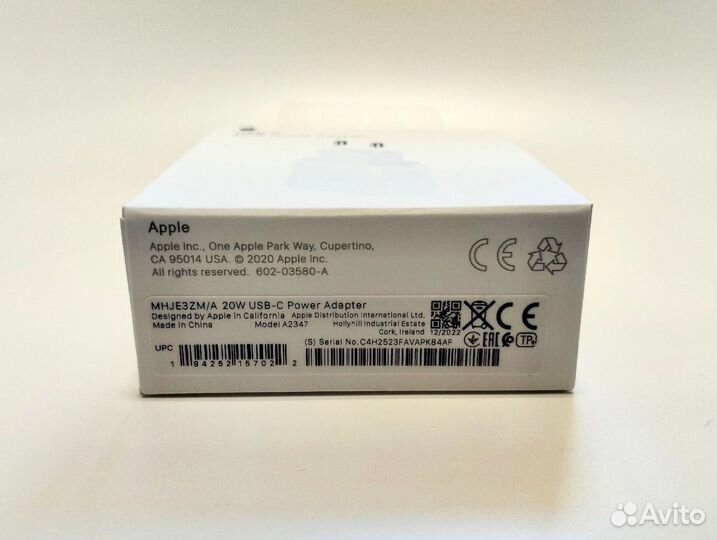 Apple
Apple Inc., One Apple Park Way, Cupertino,
CA 95014 USA. © 2020 Apple Inc.
All rights reserved. 602-03580-A
CE
MHJE3ZM/A 20W USB-C Power Adapter
Designed by Apple in California Apple Distribution International Ltd.
Made in China Model A2347 Hollyhill Industrial Estate
Cork, Ireland 12/2022
(S) Serial No. C4H2523FAVAPK84AF
EAC
UPC
1 94252 15702 2
Avito